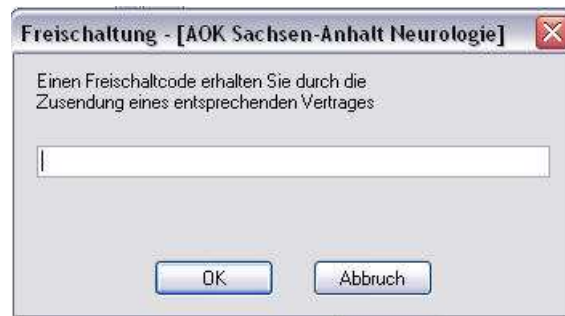 Freischaltung - [AOK Sachsen-Anhalt Neurologie]
Einen Freischaltcode erhalten Sie durch die
Zusendung eines entsprechenden Vertrages
OK
Abbruch